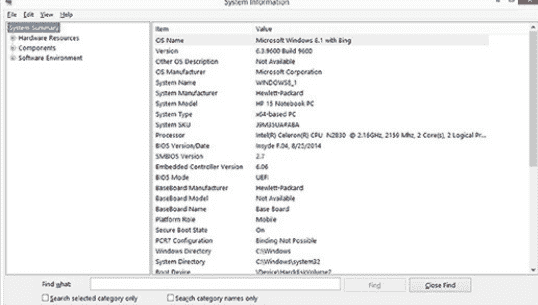 System Information
File Edit View Help
System Summary
Hardware Resources
Components
Software Environment
Item Value
OS Name Microsoft Windows 8.1 with Bing
Version 6.3.9600 Build 9600
Other OS Description Not Available
OS Manufacturer Microsoft Corporation
System Name WINDOWS8_1
System Manufacturer Hewlett-Packard
System Model HP 15 Notebook PC
System Type x64-based PC
System SKU
Processor Intel(R) Celeron(R) CPU N2830 @ 2.16GHz, 2159 Mhz, 2 Core(s), 2 Logical Pr...
BIOS Version/Date Insyde F.04, 8/25/2014
SMBIOS Version 2.7
Embedded Controller Version 6.06
BIOS Mode UEFI
BaseBoard Manufacturer Hewlett-Packard
BaseBoard Model Not Available
BaseBoard Name Base Board
Platform Role Mobile
Secure Boot State On
PCR7 Configuration Binding Not Possible
Windows Directory C:\Windows
System Directory C:\Windows\system32
Boot Device \Device\HarddiskVolume2
Find what: Find Close Find
Search selected category only Search category names only